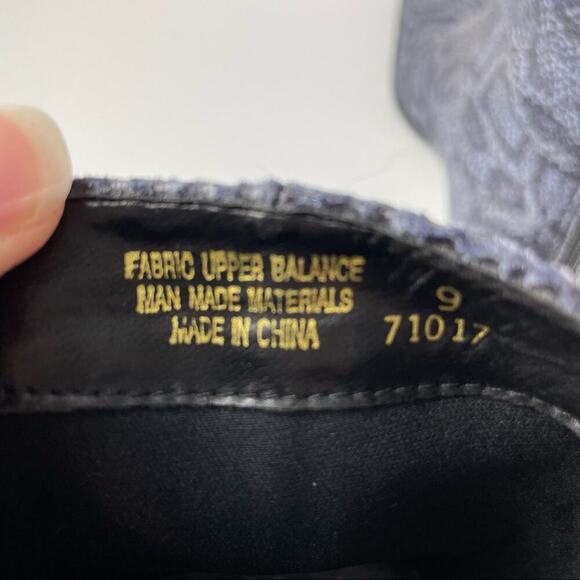 FABRIC UPPER BALANCE
MAN MADE MATERIALS
MADE IN CHINA
9
71017